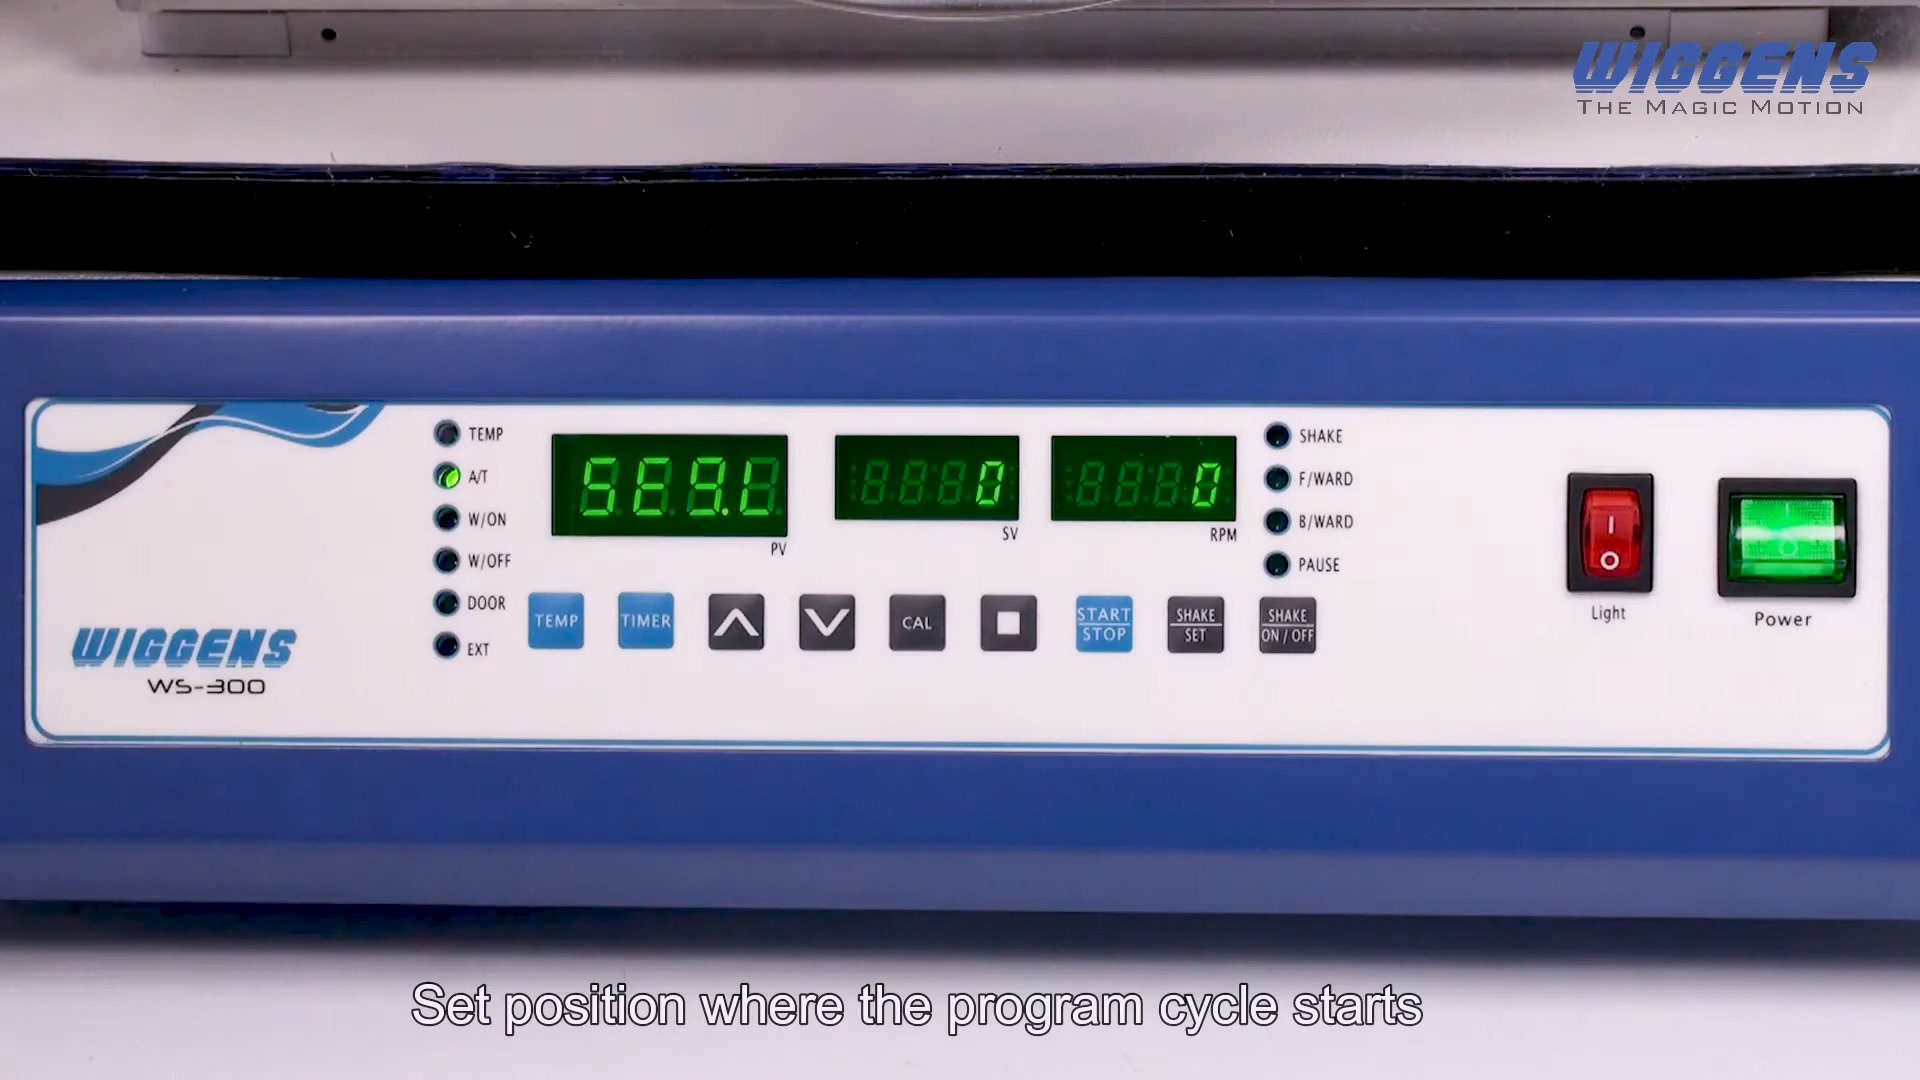 WIGGENS
THE MAGIC MOTION
TEMP
A/T
W/ON
W/OFF
DOOR
EXT
PV
0
SV
0
RPM
SHAKE
F/WARD
B/WARD
PAUSE
TEMP
TIMER
CAL
START
STOP
SHAKE
SET
SHAKE
ON / OFF
Light
Power
WIGGENS
WS-300
Set position where the program cycle starts